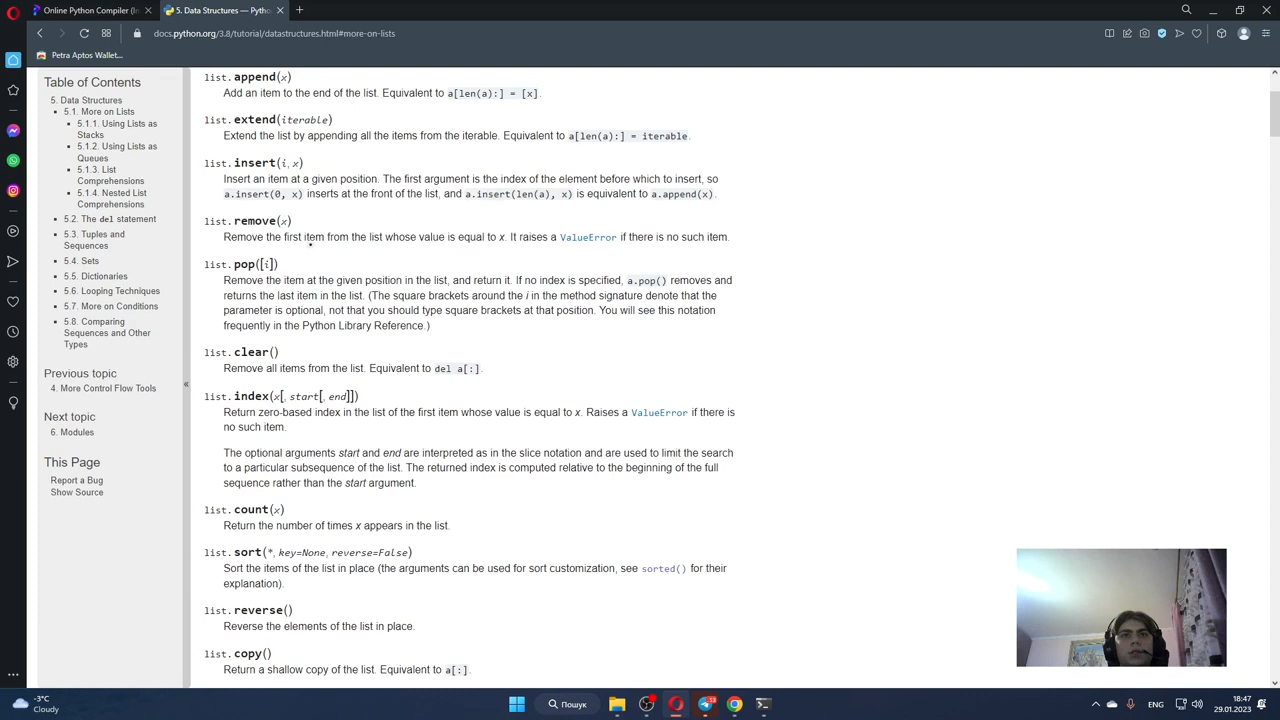 Online Python Compiler (In
5. Data Structures — Python
docs.python.org/3.8/tutorial/datastructures.html#more-on-lists
Petra Aptos Wallet...
Table of Contents
5. Data Structures
5.1. More on Lists
5.1.1. Using Lists as
Stacks
5.1.2. Using Lists as
Queues
5.1.3. List
Comprehensions
5.1.4. Nested List
Comprehensions
5.2. The del statement
5.3. Tuples and
Sequences
5.4. Sets
5.5. Dictionaries
5.6. Looping Techniques
5.7. More on Conditions
5.8. Comparing
Sequences and Other
Types
Previous topic
4. More Control Flow Tools
Next topic
6. Modules
This Page
Report a Bug
Show Source
«
list.append(x)
Add an item to the end of the list. Equivalent to a[len(a):] = [x].
list.extend(iterable)
Extend the list by appending all the items from the iterable. Equivalent to a[len(a):] = iterable.
list.insert(i, x)
Insert an item at a given position. The first argument is the index of the element before which to insert, so
a.insert(0, x) inserts at the front of the list, and a.insert(len(a), x) is equivalent to a.append(x).
list.remove(x)
Remove the first item from the list whose value is equal to x. It raises a ValueError if there is no such item.
list.pop([i])
Remove the item at the given position in the list, and return it. If no index is specified, a.pop() removes and
returns the last item in the list. (The square brackets around the i in the method signature denote that the
parameter is optional, not that you should type square brackets at that position. You will see this notation
frequently in the Python Library Reference.)
list.clear()
Remove all items from the list. Equivalent to del a[:].
list.index(x[, start[, end]])
Return zero-based index in the list of the first item whose value is equal to x. Raises a ValueError if there is
no such item.
The optional arguments start and end are interpreted as in the slice notation and are used to limit the search
to a particular subsequence of the list. The returned index is computed relative to the beginning of the full
sequence rather than the start argument.
list.count(x)
Return the number of times x appears in the list.
list.sort(*, key=None, reverse=False)
Sort the items of the list in place (the arguments can be used for sort customization, see sorted() for their
explanation).
list.reverse()
Reverse the elements of the list in place.
list.copy()
Return a shallow copy of the list. Equivalent to a[:].
-3°C
Cloudy
Пошук
ENG
18:47
29.01.2023